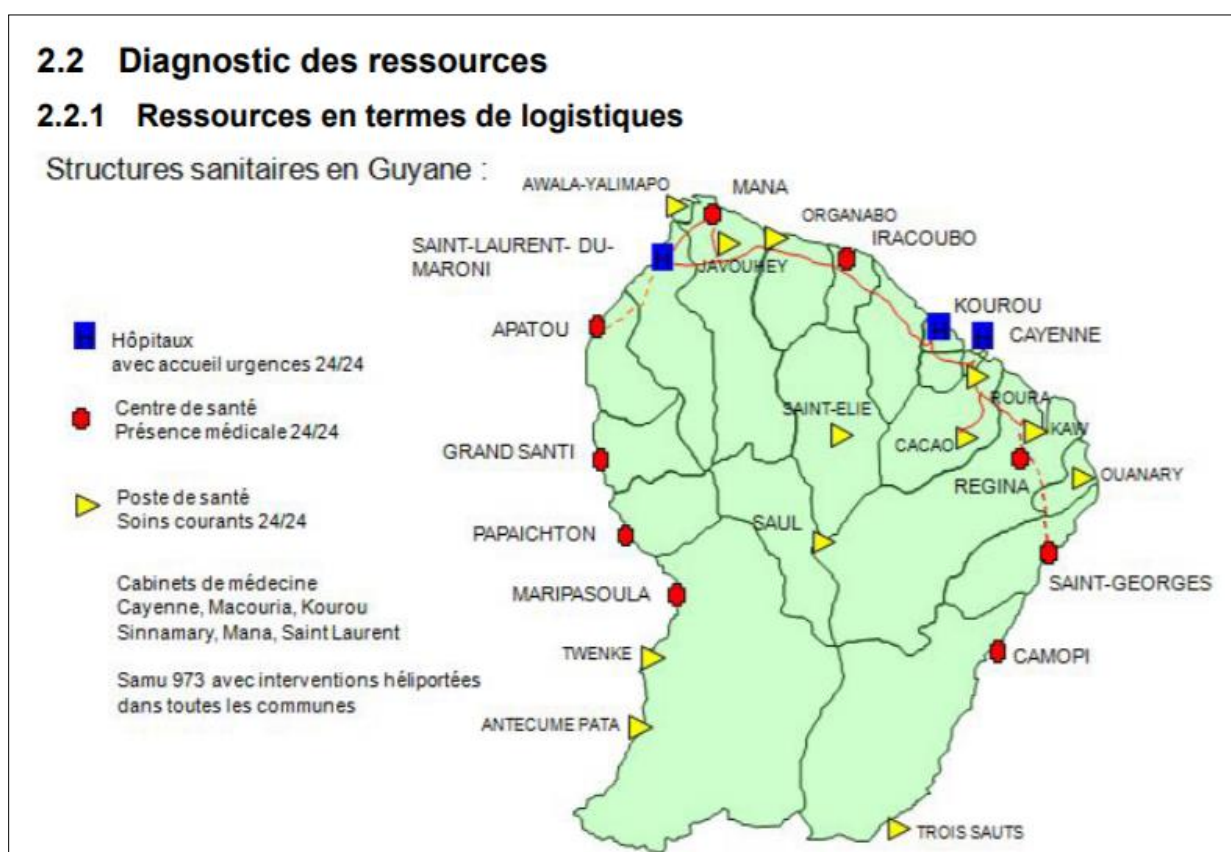 2.2 Diagnostic des ressources
2.2.1 Ressources en termes de logistiques
Structures sanitaires en Guyane :
AWALA-YALIMAPO
MANA
ORGANABO
IRACOUBO
SAINT-LAURENT- DU-
MARONI
JAVOUHEY
KOUROU
CAYENNE
APATOU
H
H
H
H
Hôpitaux
avec accueil urgences 24/24
Centre de santé
Présence médicale 24/24
ROURA
SAINT-ELIE
CACAO
KAW
GRAND SANTI
REGINA
OUANARY
Poste de santé
Soins courants 24/24
PAPAICHTON
SAUL
SAINT-GEORGES
Cabinets de médecine
Cayenne, Macouria, Kourou
Sinnamary, Mana, Saint Laurent
MARIPASOULA
TWENKE
CAMOPI
Samu 973 avec interventions héliportées
dans toutes les communes
ANTECUME PATA
TROIS SAUTS